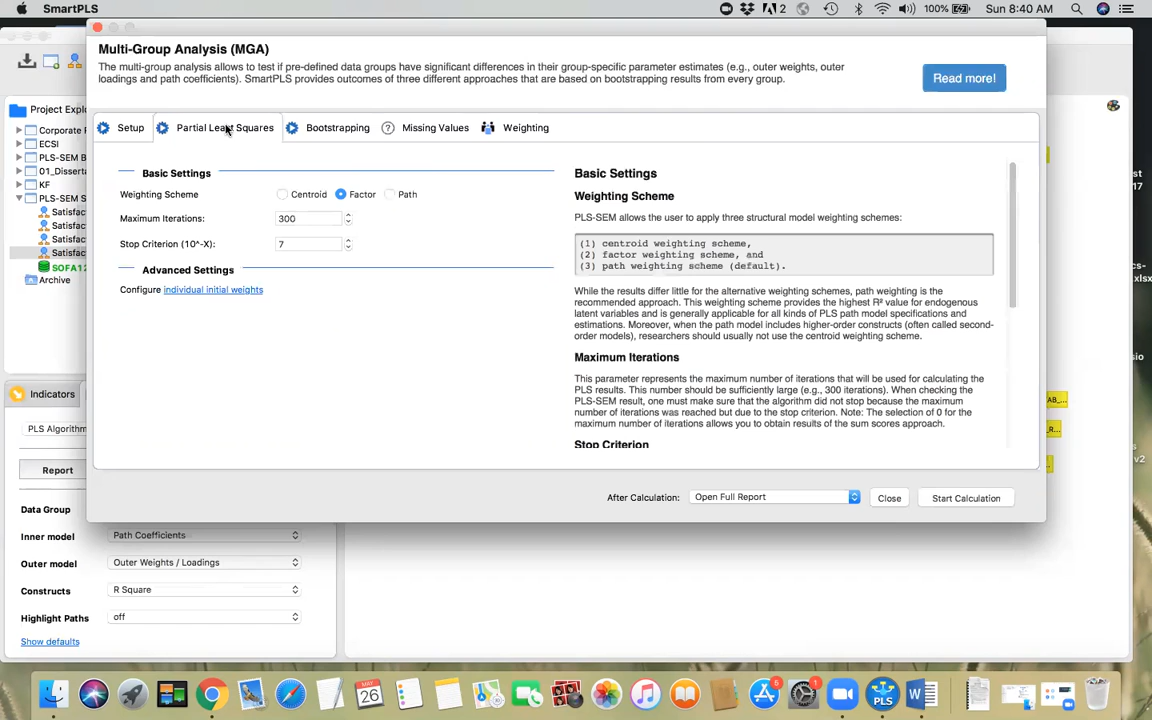 SmartPLS
2
100%
Sun 8:40 AM
Multi-Group Analysis (MGA)
The multi-group analysis allows to test if pre-defined data groups have significant differences in their group-specific parameter estimates (e.g., outer weights, outer
loadings and path coefficients). SmartPLS provides outcomes of three different approaches that are based on bootstrapping results from every group.
Read more!
Setup
Partial Least Squares
Bootstrapping
Missing Values
Weighting
Project Explo
Corporate F
ECSI
PLS-SEM B
01_Disserta
KF
PLS-SEM S
Satisfac
Satisfac
Satisfac
Satisfac
SOFA12
Archive
Basic Settings
Weighting Scheme
Centroid
Factor
Path
Maximum Iterations:
300
Stop Criterion (10^-X):
7
Advanced Settings
Configure individual initial weights
Basic Settings
Weighting Scheme
PLS-SEM allows the user to apply three structural model weighting schemes:
(1) centroid weighting scheme,
(2) factor weighting scheme, and
(3) path weighting scheme (default).
While the results differ little for the alternative weighting schemes, path weighting is the
recommended approach. This weighting scheme provides the highest R² value for endogenous
latent variables and is generally applicable for all kinds of PLS path model specifications and
estimations. Moreover, when the path model includes higher-order constructs (often called second-
order models), researchers should usually not use the centroid weighting scheme.
Maximum Iterations
This parameter represents the maximum number of iterations that will be used for calculating the
PLS results. This number should be sufficiently large (e.g., 300 iterations). When checking the
PLS-SEM result, one must make sure that the algorithm did not stop because the maximum
number of iterations was reached but due to the stop criterion. Note: The selection of 0 for the
maximum number of iterations allows you to obtain results of the sum scores approach.
Stop Criterion
After Calculation:
Open Full Report
Close
Start Calculation
Indicators
PLS Algorithm
Report
Data Group
Inner model
Path Coefficients
Outer model
Outer Weights / Loadings
Constructs
R Square
Highlight Paths
off
Show defaults
AB_...
_R...
st
17
cs-
xlsx
sio
s
v2
MAY
26
5
1
PLS